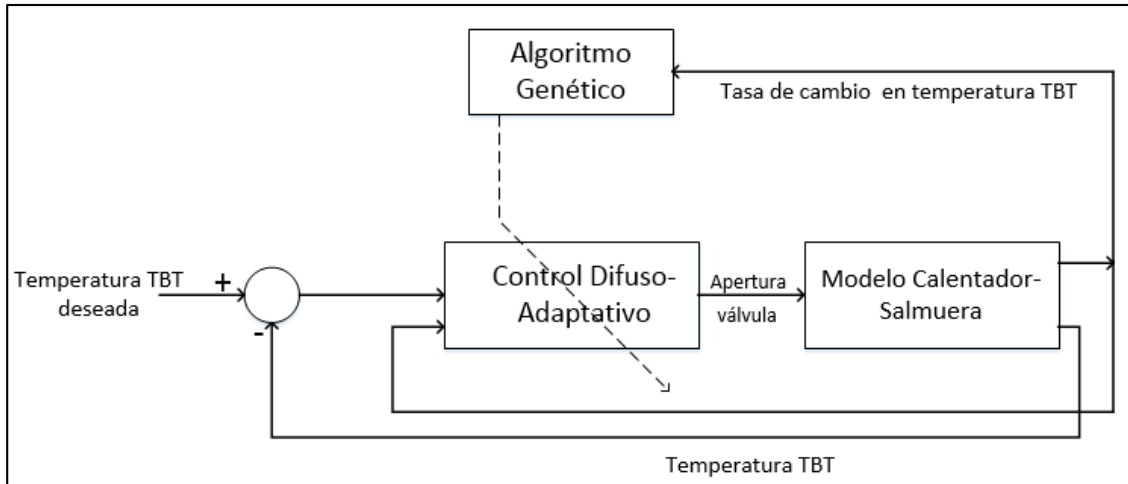 Algoritmo
Genético
Tasa de cambio en temperatura TBT
Temperatura TBT
deseada
+
-
Control Difuso-
Adaptativo
Apertura
válvula
Modelo Calentador-
Salmuera
Temperatura TBT